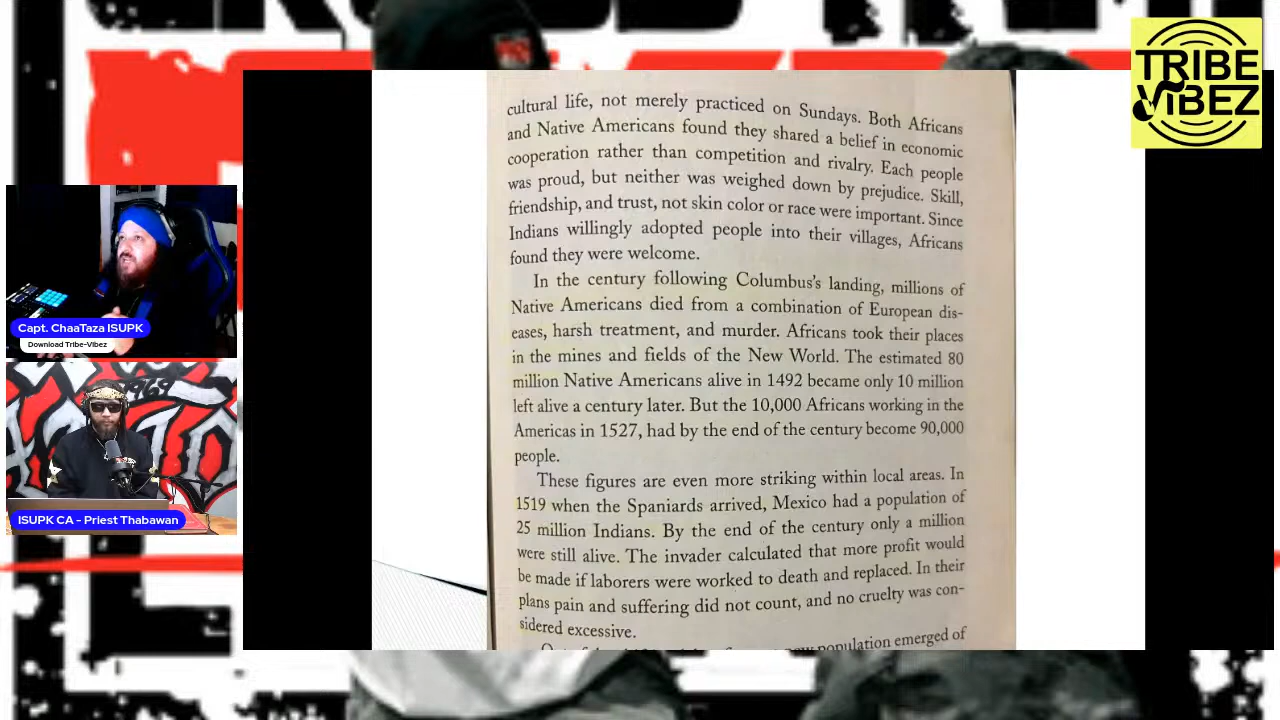 TRIBE
VIBEZ
cultural life, not merely practiced on Sundays. Both Africans
and Native Americans found they shared a belief in economic
cooperation rather than competition and rivalry. Each people
was proud, but neither was weighed down by prejudice. Skill,
friendship, and trust, not skin color or race were important. Since
Indians willingly adopted people into their villages, Africans
found they were welcome.
In the century following Columbus's landing, millions of
Native Americans died from a combination of European dis-
eases, harsh treatment, and murder. Africans took their places
in the mines and fields of the New World. The estimated 80
million Native Americans alive in 1492 became only 10 million
left alive a century later. But the 10,000 Africans working in the
Americas in 1527, had by the end of the century become 90,000
people.
These figures are even more striking within local areas. In
1519 when the Spaniards arrived, Mexico had a population of
25 million Indians. By the end of the century only a million
were still alive. The invader calculated that more profit would
be made if laborers were worked to death and replaced. In their
plans pain and suffering did not count, and no cruelty was con-
sidered excessive.
population emerged of
Capt. ChaaTaza ISUPK
Download Tribe-Vibez
1969
ISUPK CA - Priest Thabawan